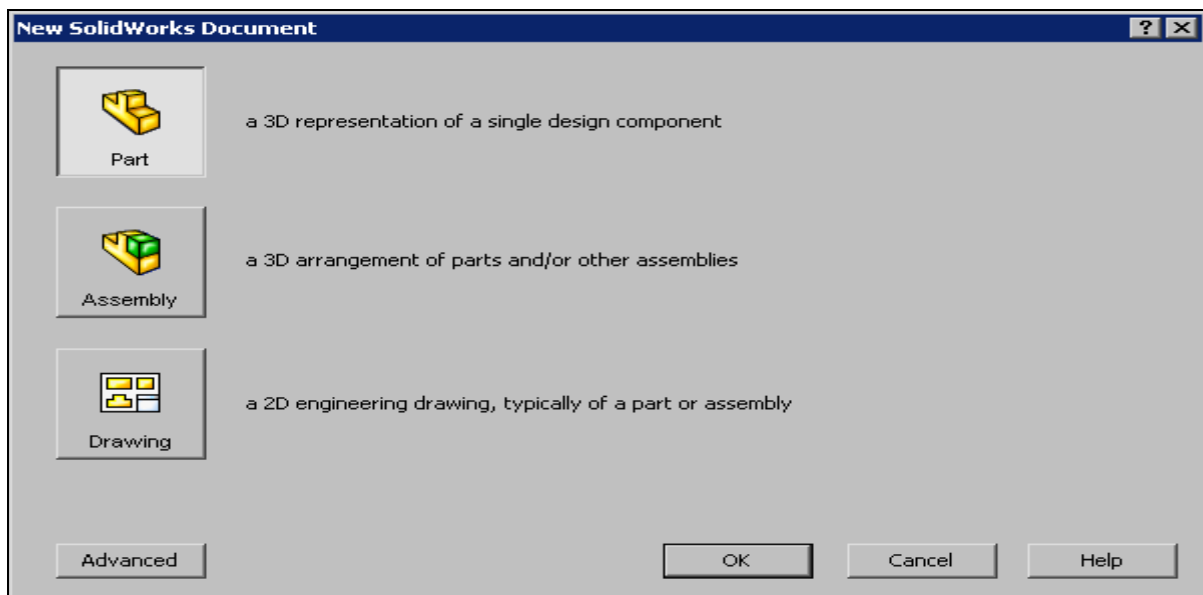 New SolidWorks Document
Part
a 3D representation of a single design component
Assembly
a 3D arrangement of parts and/or other assemblies
Drawing
a 2D engineering drawing, typically of a part or assembly
Advanced
OK
Cancel
Help